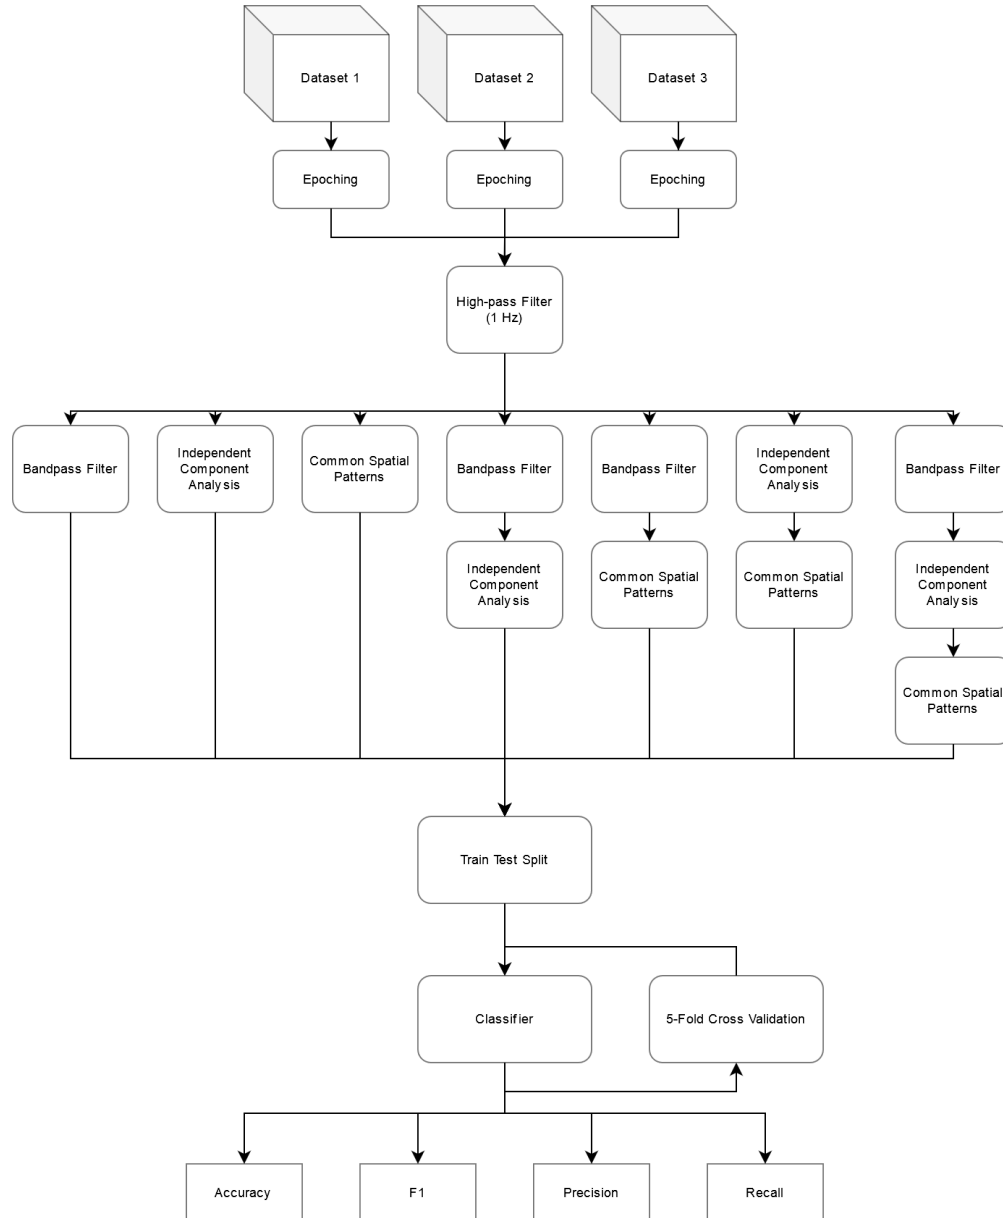 Dataset 1
Dataset 2
Dataset 3
Epoching
Epoching
Epoching
High-pass Filter
(1 Hz)
Bandpass Filter
Independent
Component
Analysis
Common Spatial
Patterns
Bandpass Filter
Bandpass Filter
Independent
Component
Analysis
Bandpass Filter
Independent
Component
Analysis
Common Spatial
Patterns
Common Spatial
Patterns
Independent
Component
Analysis
Common Spatial
Patterns
Train Test Split
Classifier
5-Fold Cross Validation
Accuracy
F1
Precision
Recall